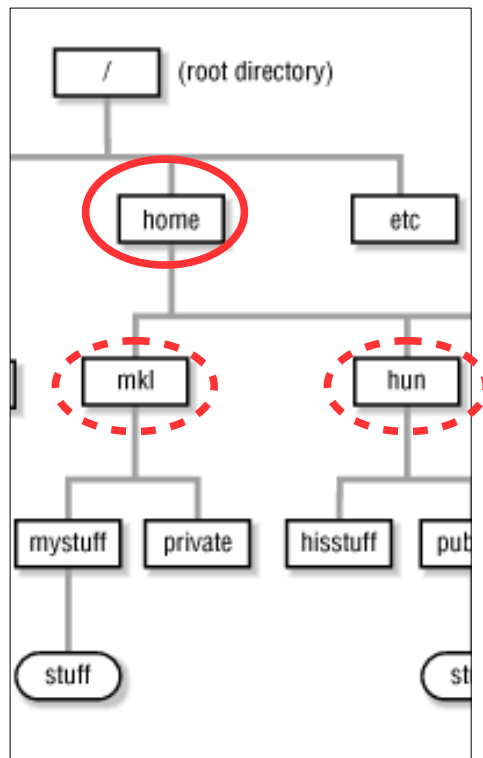 / (root directory)
home etc
mkl hun
mystuff private hisstuff
stuff